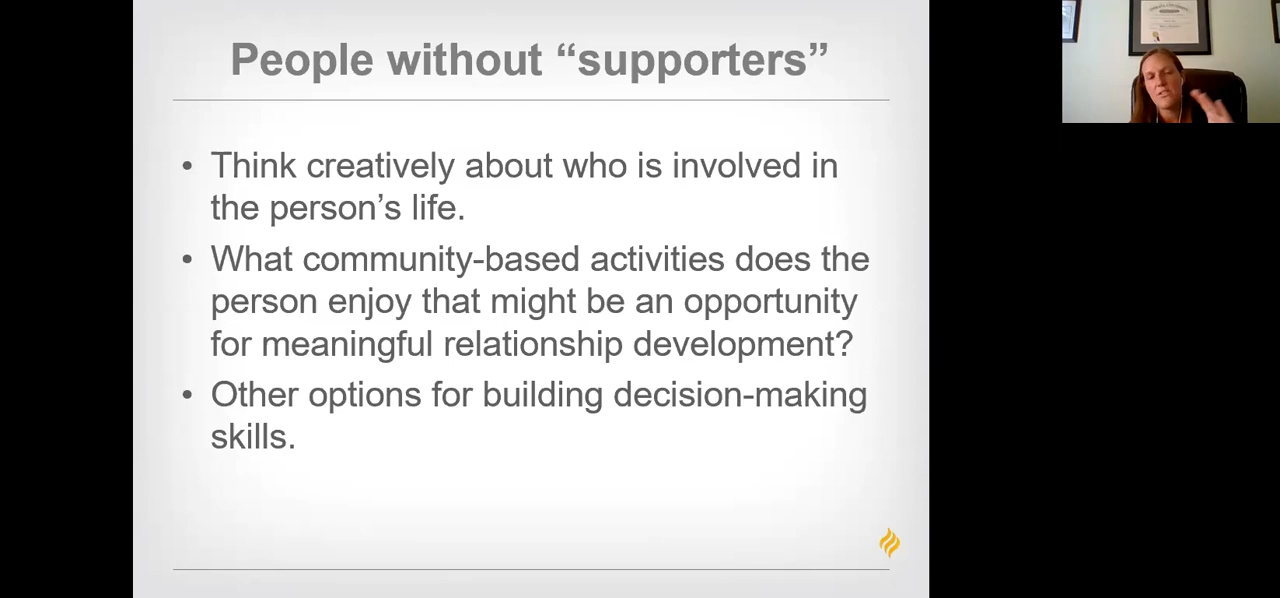 People without “supporters”
• Think creatively about who is involved in
the person’s life.
• What community-based activities does the
person enjoy that might be an opportunity
for meaningful relationship development?
• Other options for building decision-making
skills.